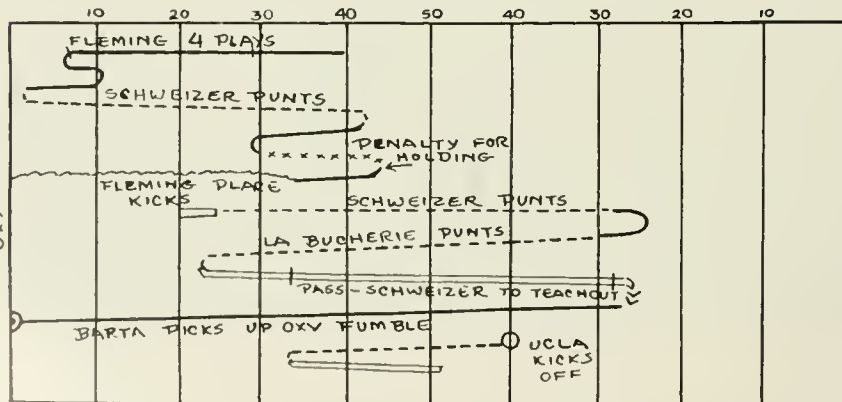 10 20 30 40 50 40 30 20 10
FLEMING 4 PLAYS
SCHWEIZER PUNTS
PENALTY FOR
HOLDING
FLEMING PLARE
KICKS
SCHWEIZER PUNTS
LA BUCHERIE PUNTS
PASS-SCHWEIZER TO TEACHOUT
BARTA PICKS UP OXY FUMBLE
UCLA
KICKS
OFF